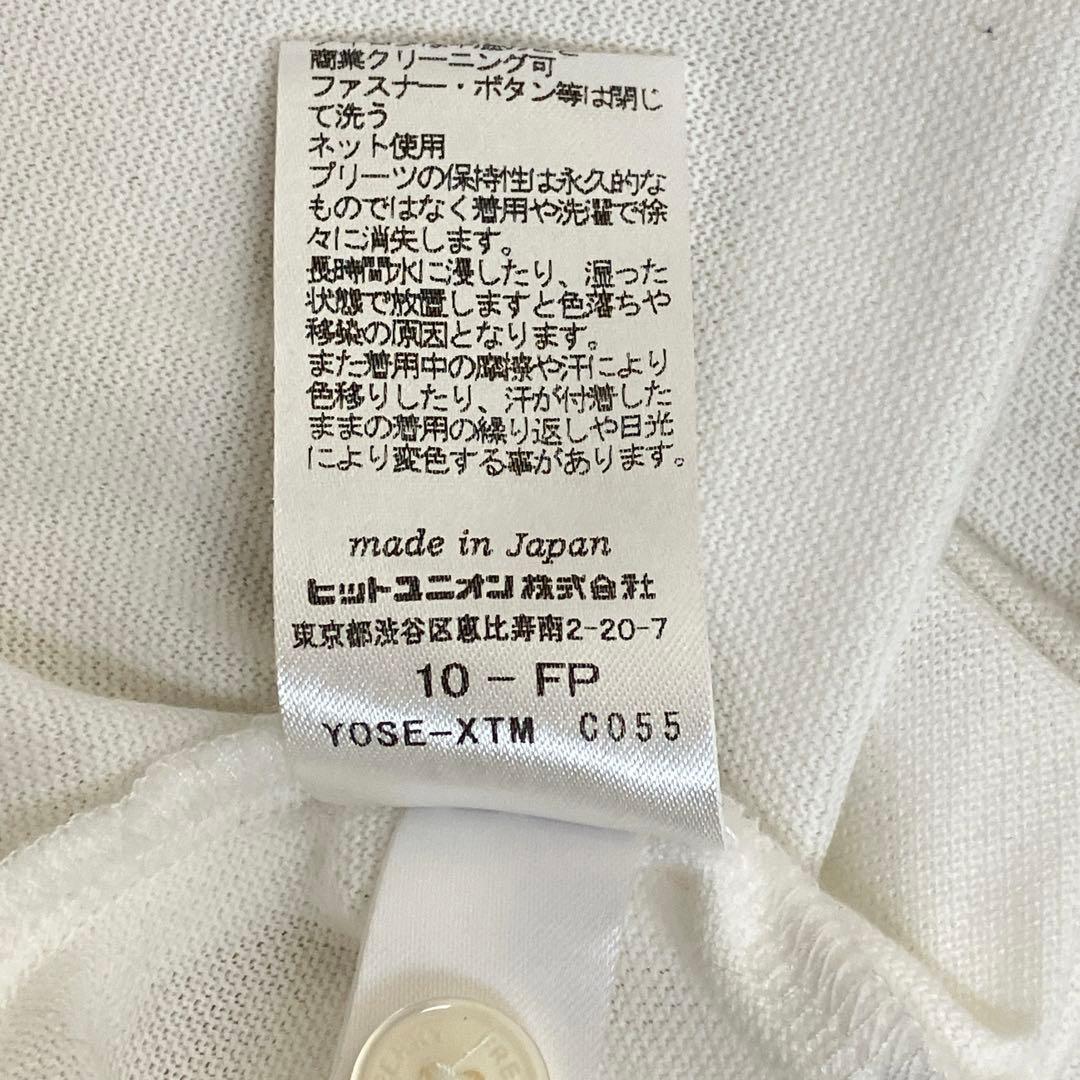 商業クリーニング可
ファスナー・ボタン等は閉じ
て洗う
ネット使用
プリーツの保持性は永久的な
ものではなく着用や洗濯で徐
々に消失します。
長時間水に浸したり、湿った
状態で放置しますと色落ちや
移染の原因となります。
また着用中の摩擦や汗により
色移りしたり、汗が付着した
ままの着用の繰り返しや日光
により変色する事があります。
made in Japan
ヒットユニオン株式会社
東京都渋谷区恵比寿南2-20-7
10-FP
YOSE-XTM C055